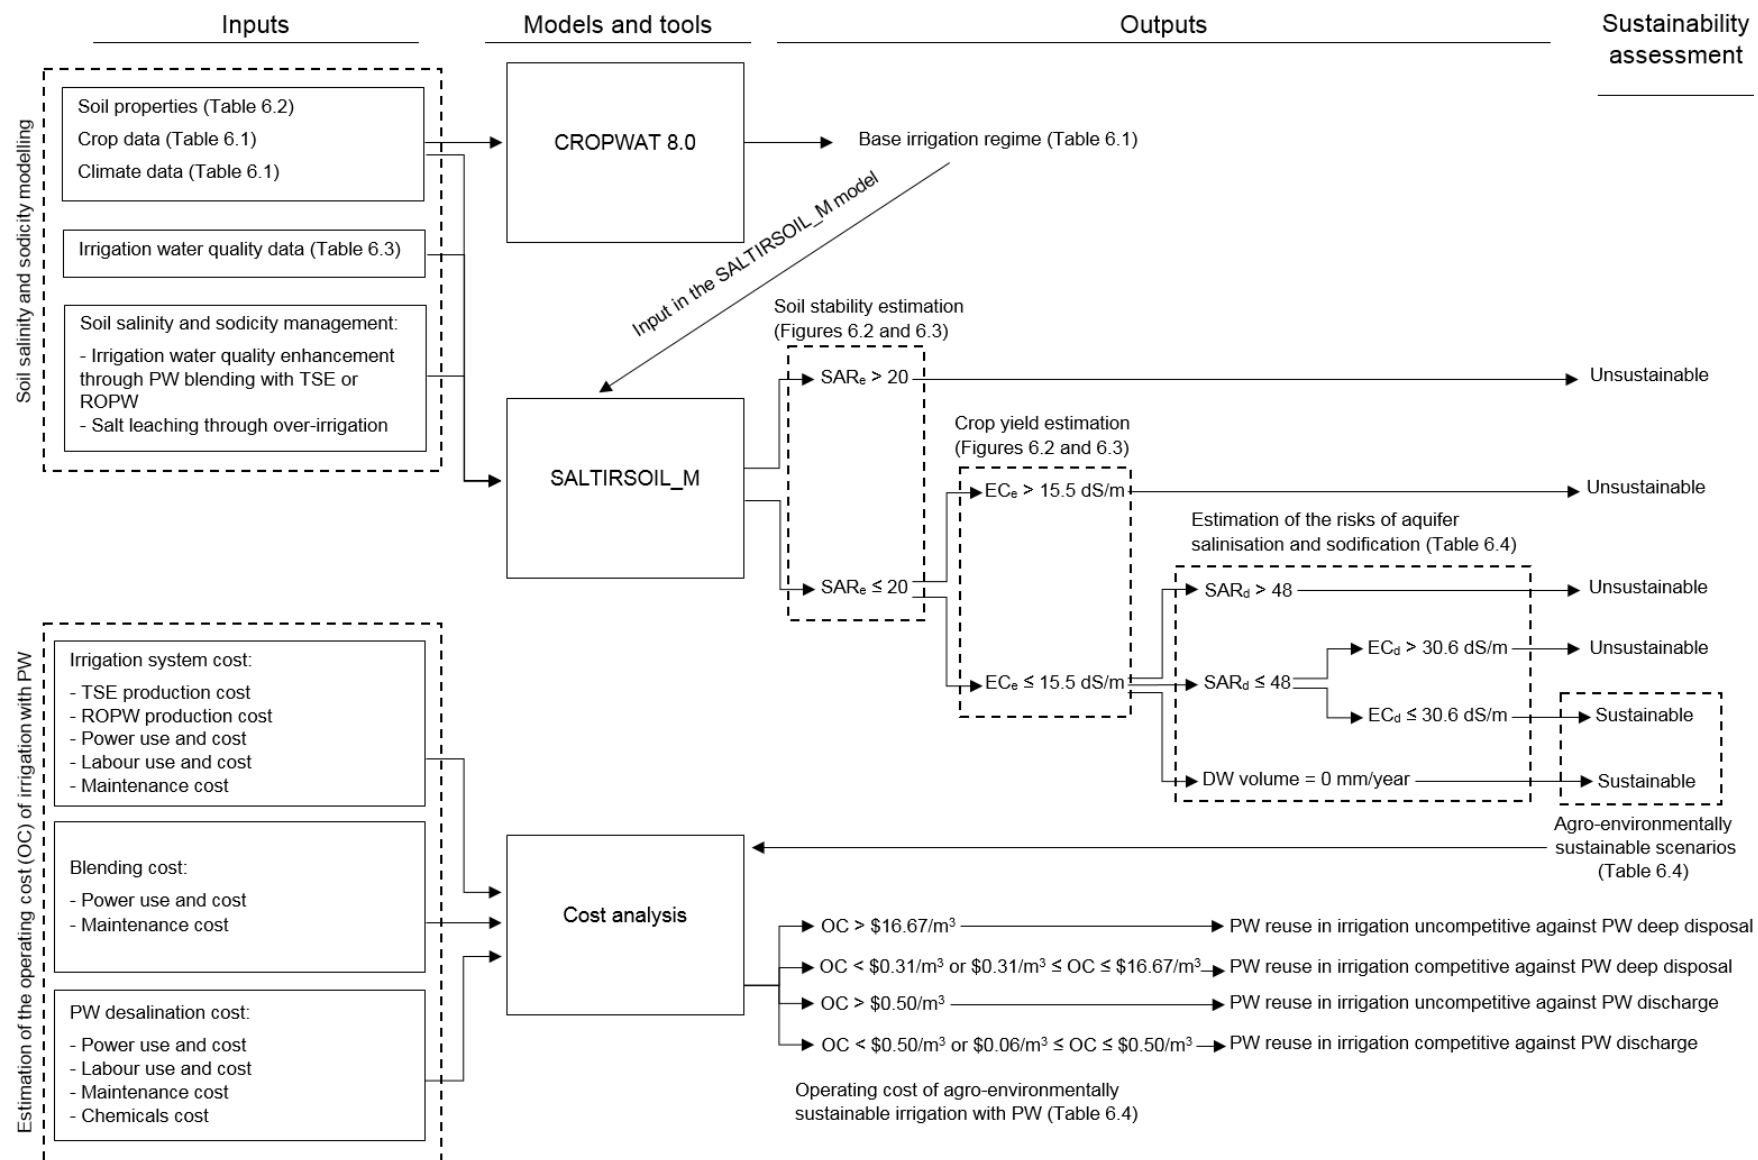 Inputs
Models and tools
Outputs
Sustainability
assessment
Soil salinity and sodicity modelling
Soil properties (Table 6.2)
Crop data (Table 6.1)
Climate data (Table 6.1)
Irrigation water quality data (Table 6.3)
Soil salinity and sodicity management:
- Irrigation water quality enhancement
through PW blending with TSE or
ROPW
- Salt leaching through over-irrigation
CROPWAT 8.0
Base irrigation regime (Table 6.1)
Input in the SALTIRSOIL_M model
SALTIRSOIL_M
Soil stability estimation
(Figures 6.2 and 6.3)
SARe > 20
Unsustainable
SARe ≤ 20
Crop yield estimation
(Figures 6.2 and 6.3)
ECe > 15.5 dS/m
Unsustainable
ECe ≤ 15.5 dS/m
Estimation of the risks of aquifer
salinisation and sodification (Table 6.4)
SARd > 48
Unsustainable
SARd ≤ 48
ECd > 30.6 dS/m
Unsustainable
ECd ≤ 30.6 dS/m
Sustainable
DW volume = 0 mm/year
Sustainable
Agro-environmentally
sustainable scenarios
(Table 6.4)
Estimation of the operating cost (OC) of irrigation with PW
Irrigation system cost:
- TSE production cost
- ROPW production cost
- Power use and cost
- Labour use and cost
- Maintenance cost
Blending cost:
- Power use and cost
- Maintenance cost
PW desalination cost:
- Power use and cost
- Labour use and cost
- Maintenance cost
- Chemicals cost
Cost analysis
OC > $16.67/m³
PW reuse in irrigation uncompetitive against PW deep disposal
OC < $0.31/m³ or $0.31/m³ ≤ OC ≤ $16.67/m³
PW reuse in irrigation competitive against PW deep disposal
OC > $0.50/m³
PW reuse in irrigation uncompetitive against PW discharge
OC < $0.50/m³ or $0.06/m³ ≤ OC ≤ $0.50/m³
PW reuse in irrigation competitive against PW discharge
Operating cost of agro-environmentally
sustainable irrigation with PW (Table 6.4)